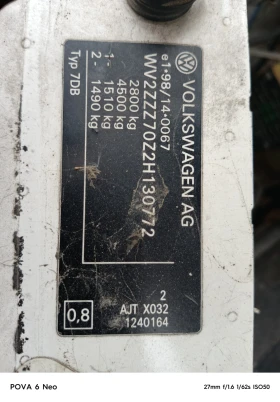 VOLKSWAGEN AG
e1*98/14*0067
WV2ZZZ70Z2H130772
2800 kg
4500 kg
1 - 1510 kg
2 - 1490 kg
Typ 7DB
2
AJT X032
1240164
0,8
POVA 6 Neo
27mm f/1.6 1/62s ISO50